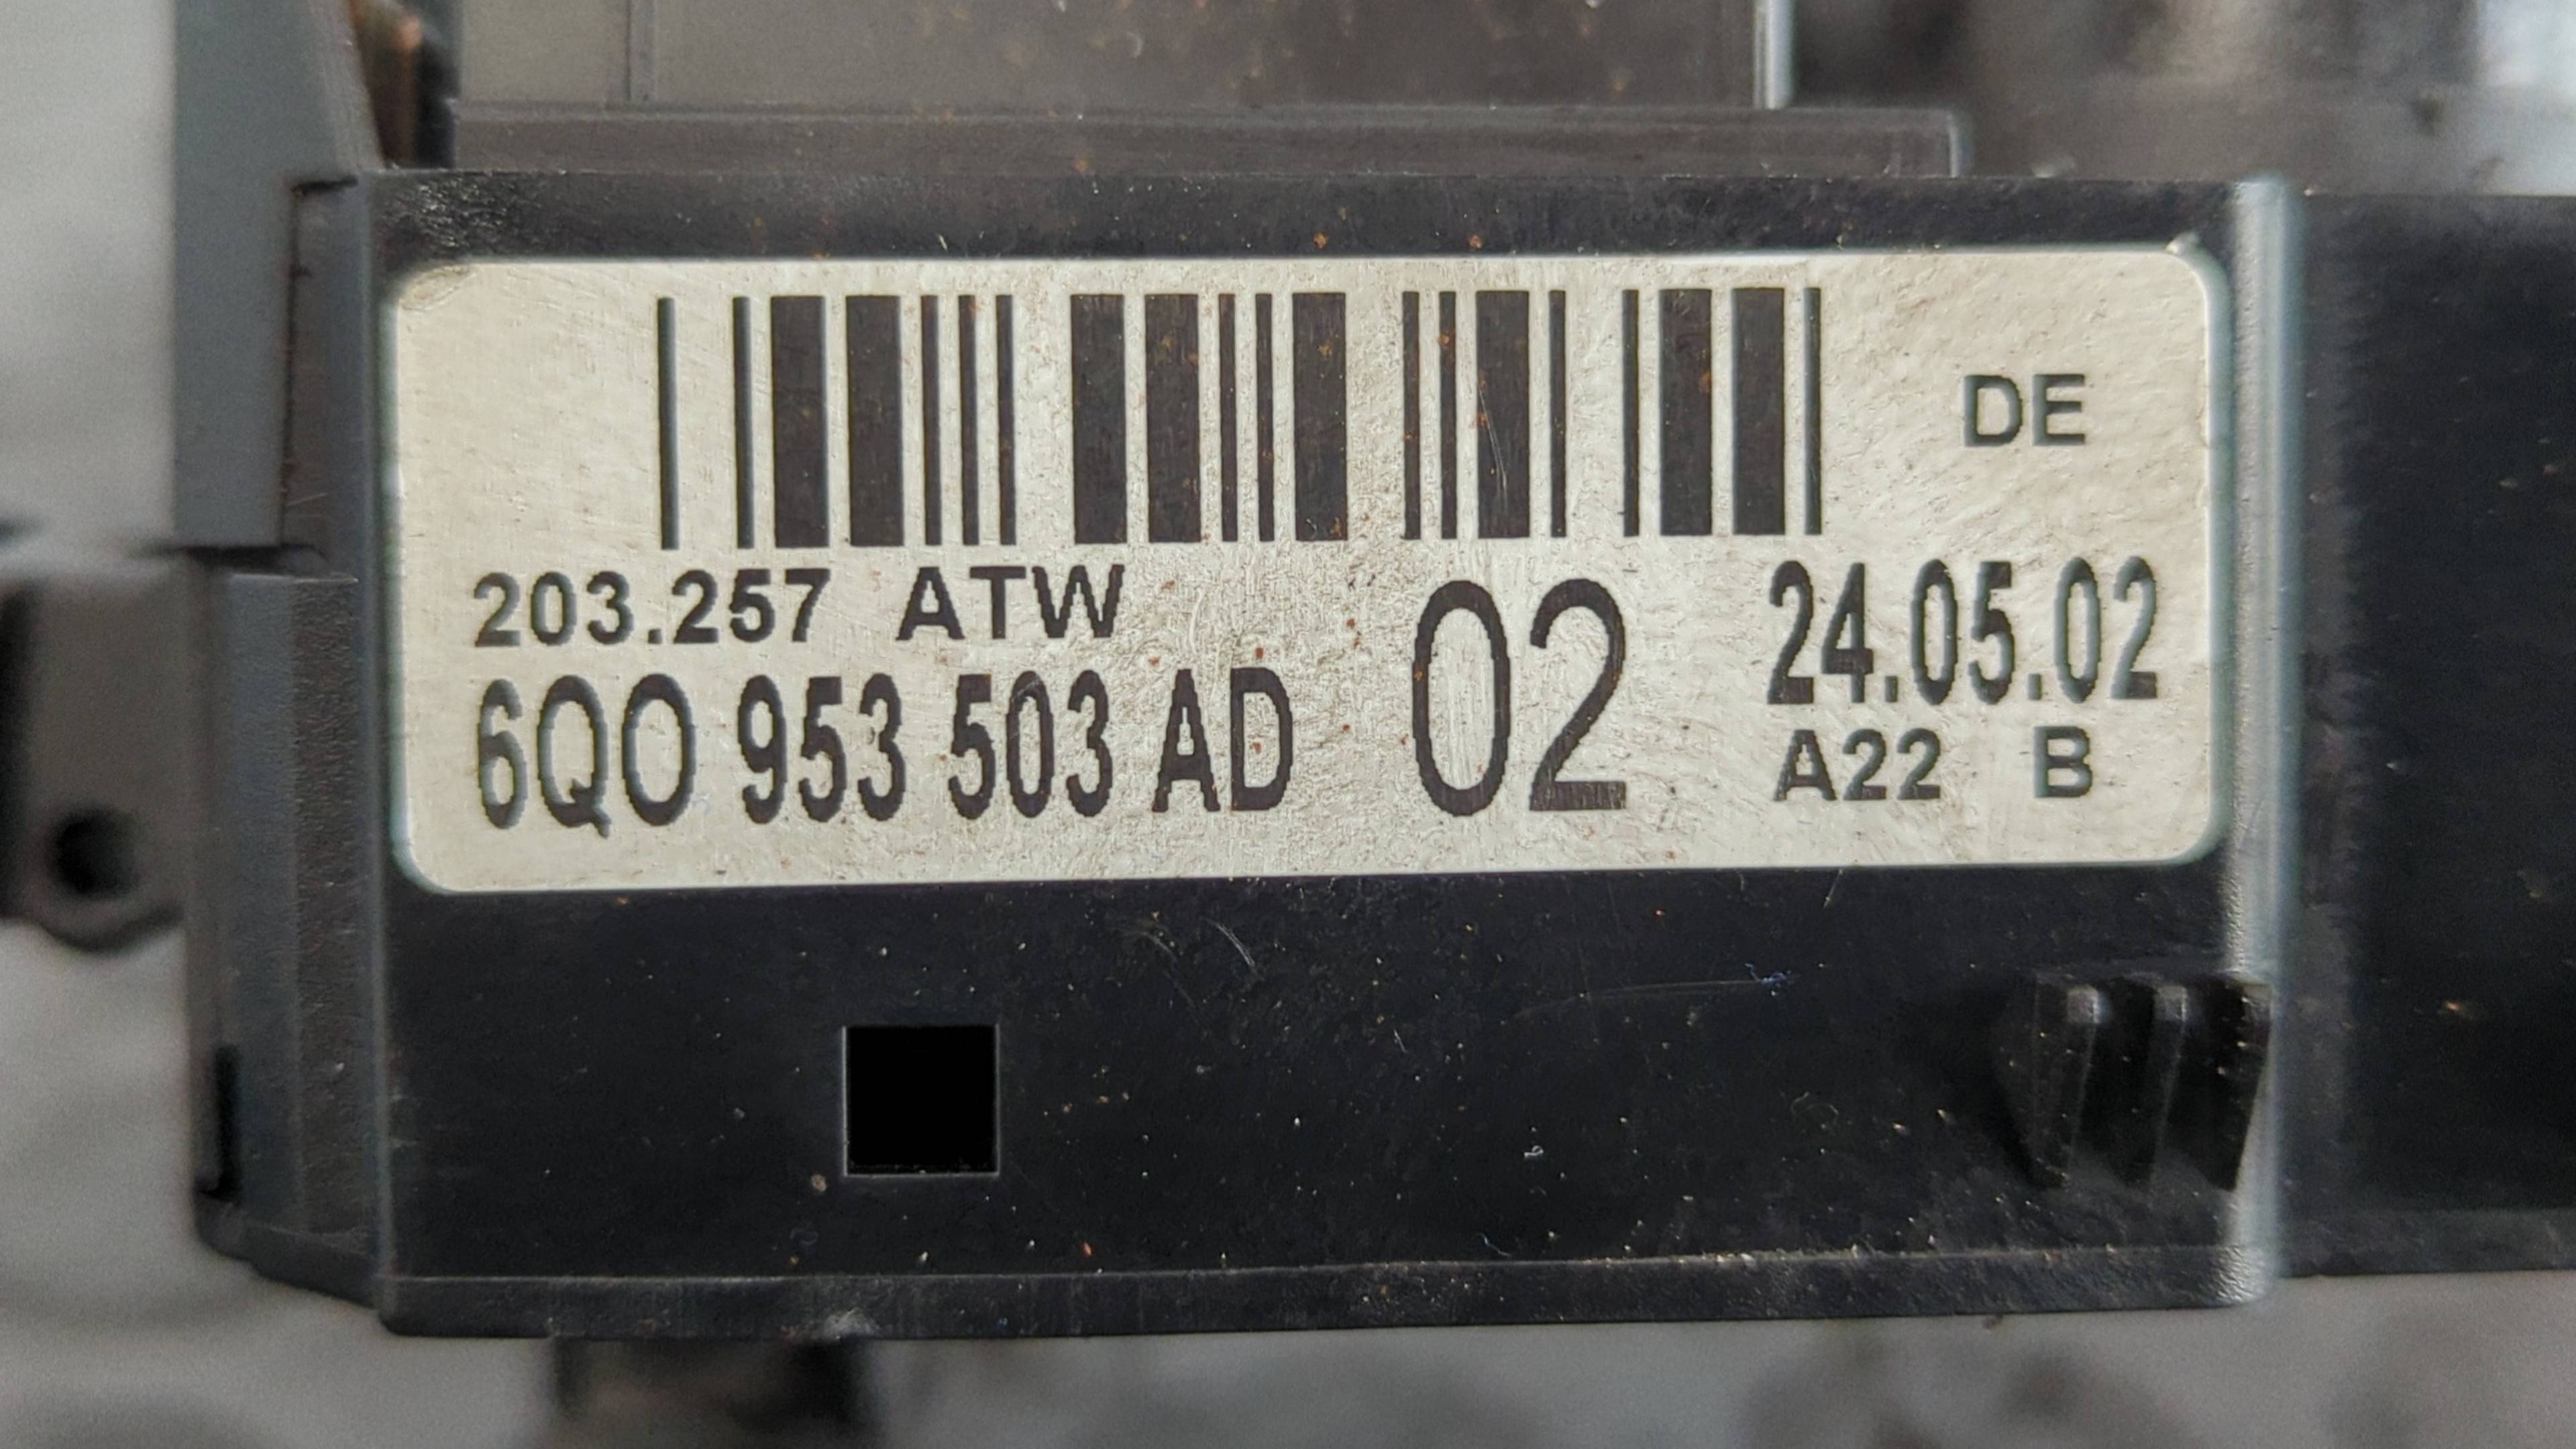 DE
203.257 ATW
6Q0 953 503 AD 02 24.05.02
A22 B